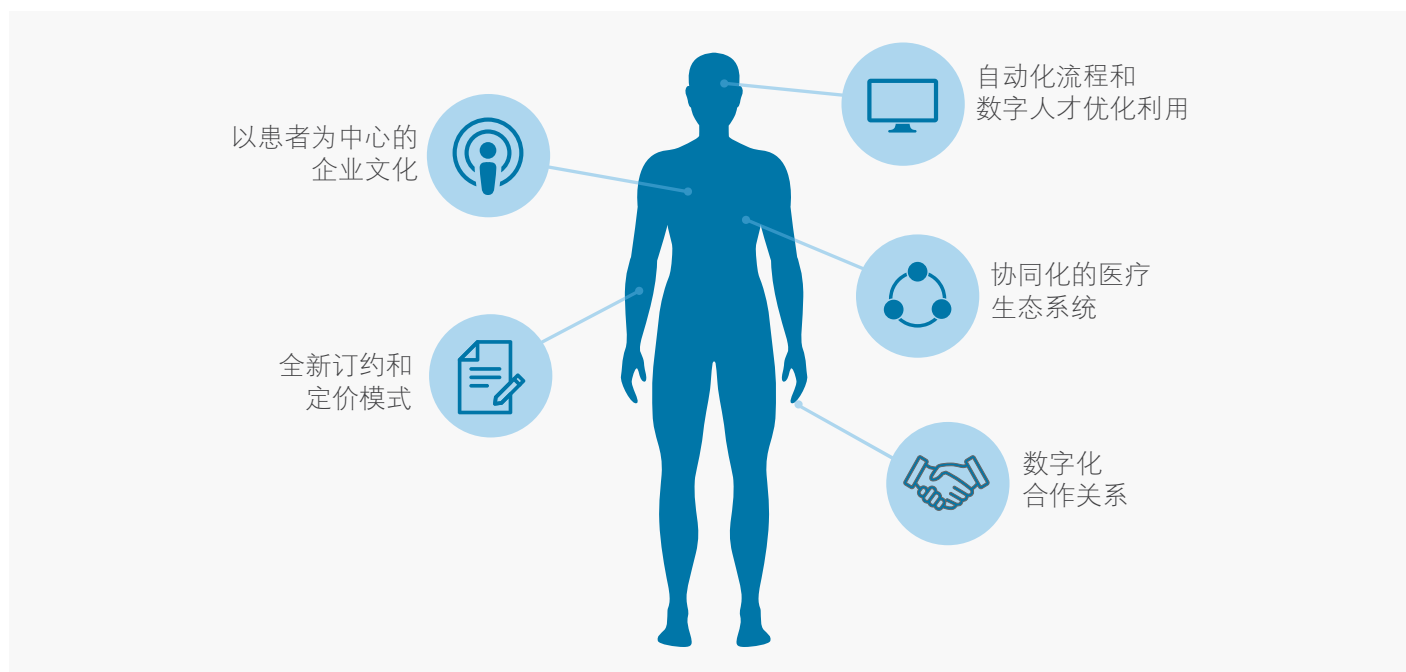 以患者为中心的
企业文化
全新订约和
定价模式
自动化流程和
数字人才优化利用
协同化的医疗
生态系统
数字化
合作关系